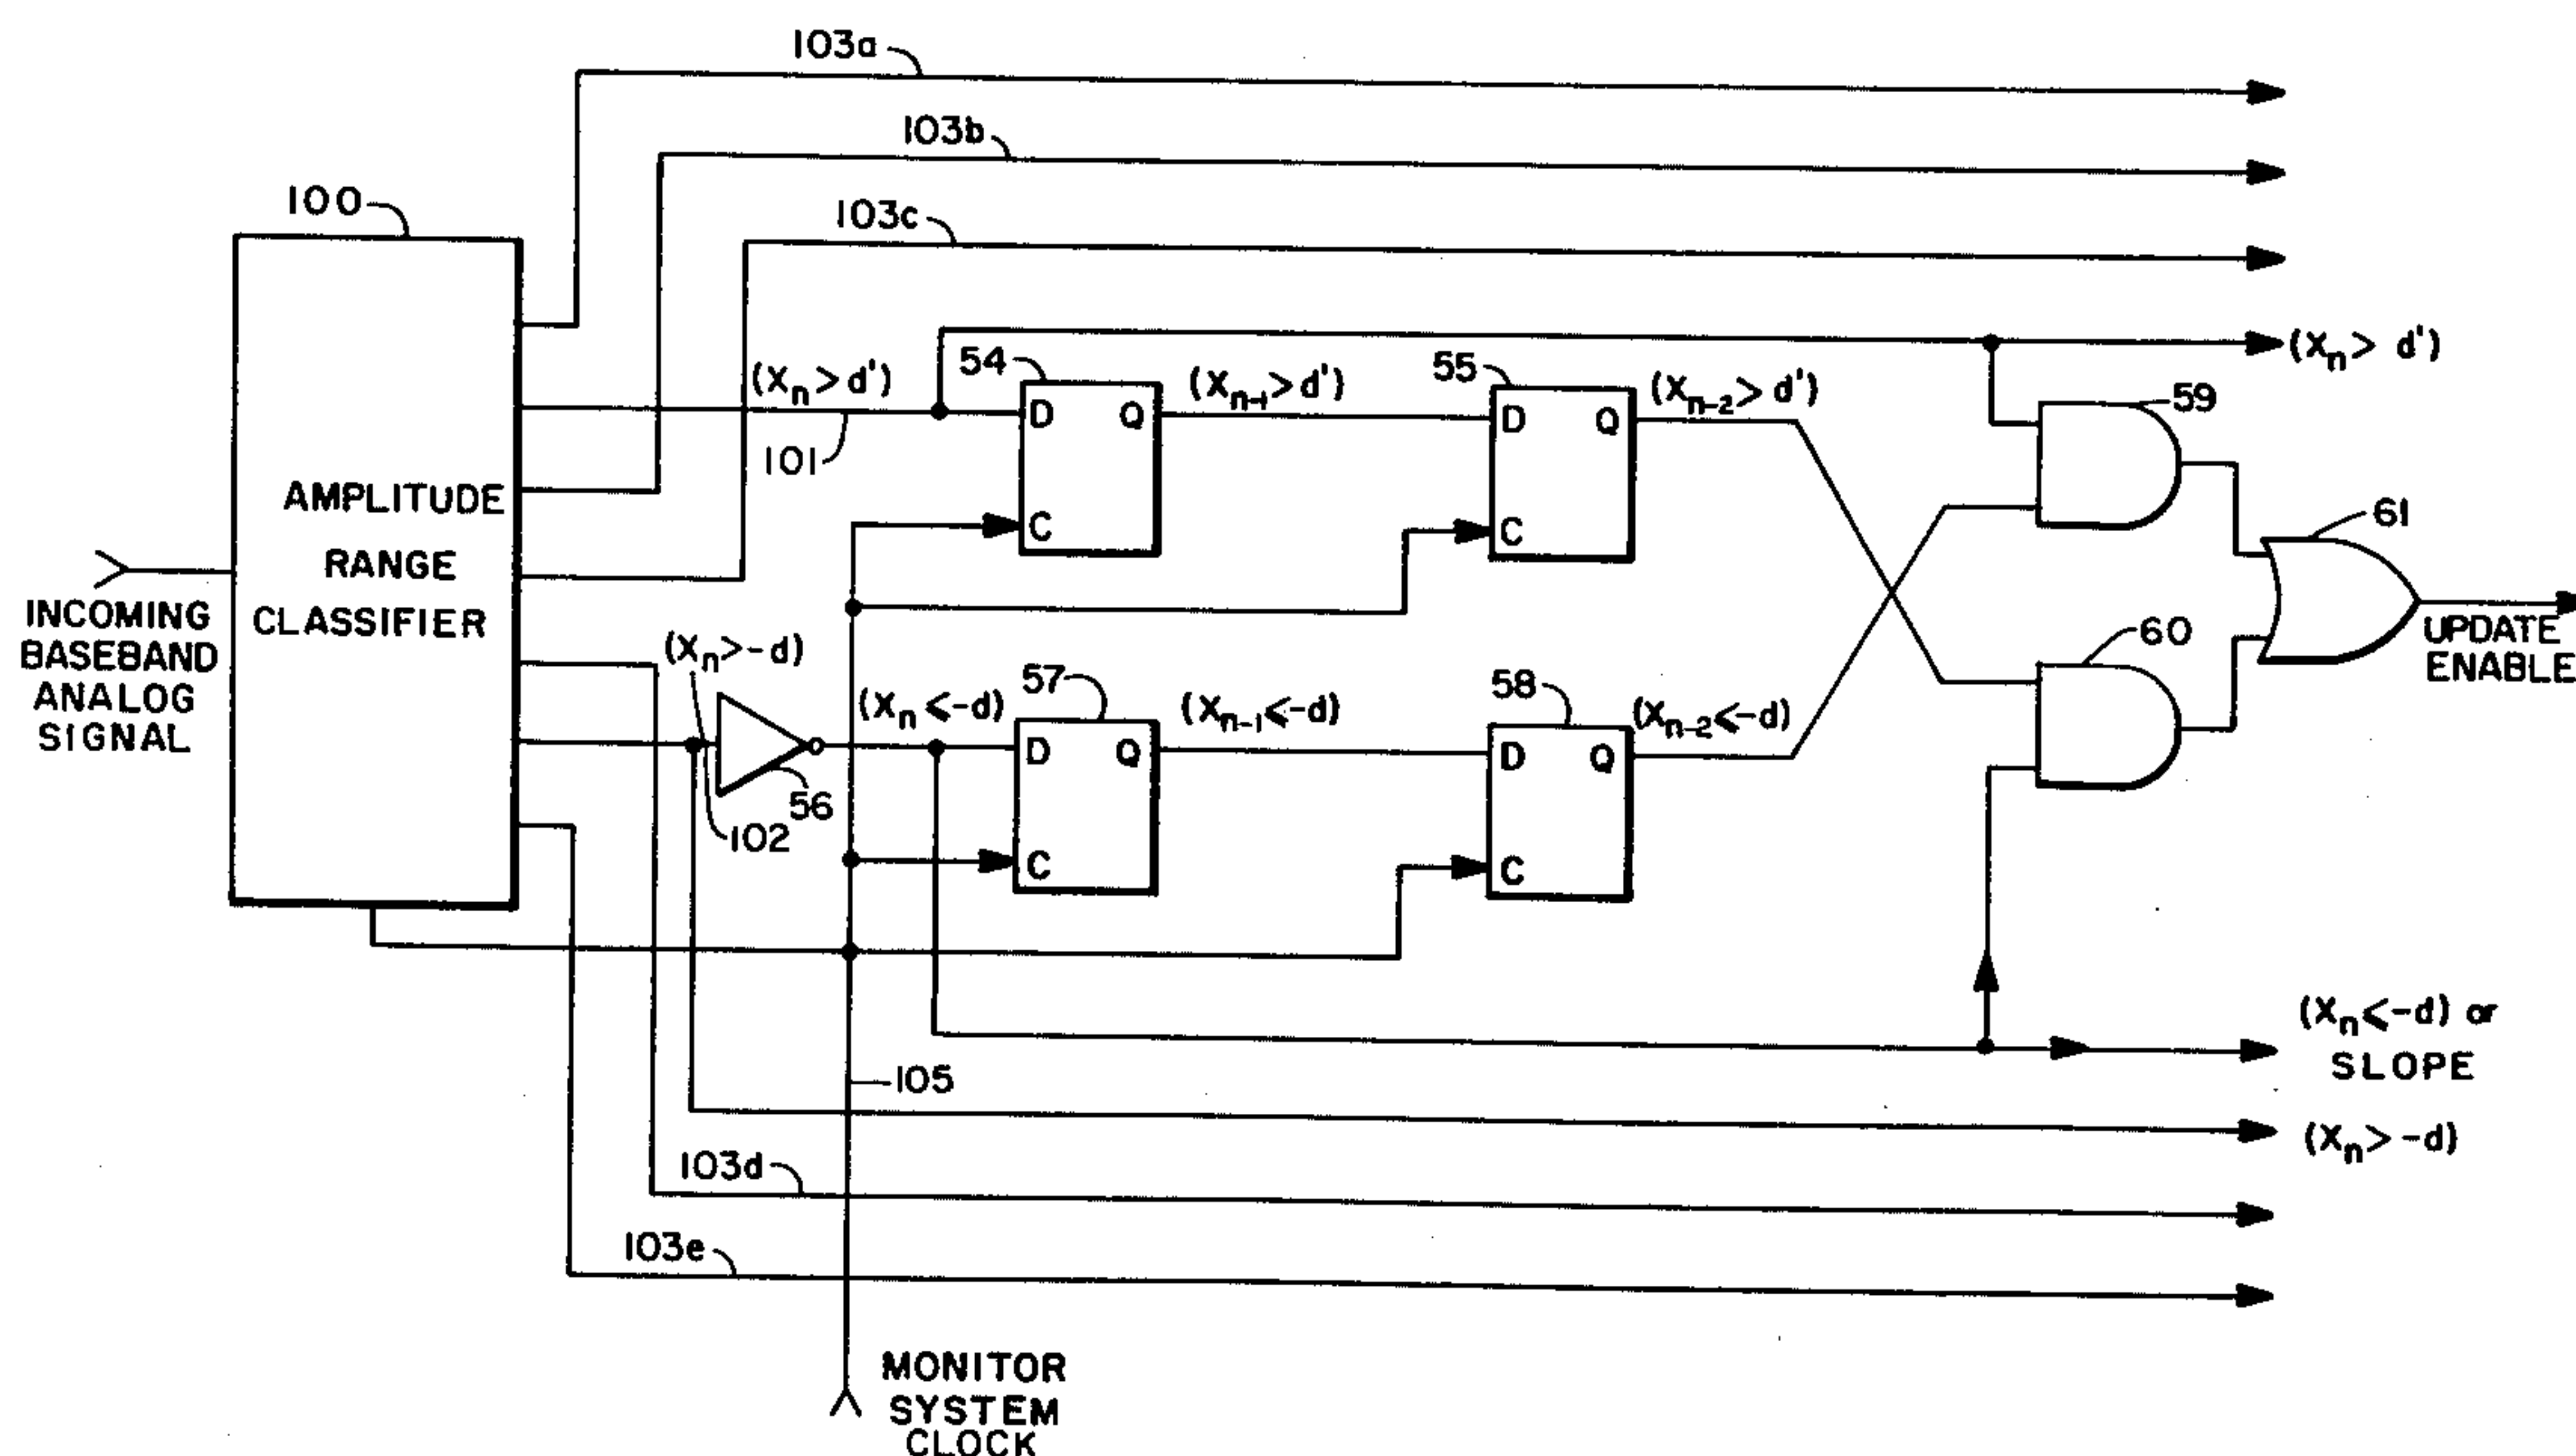 103a
103b
103c
100
(Xn > d')
101
54
D Q
C
(Xn-1 > d')
55
D Q
C
(Xn-2 > d')
(Xn > d')
59
61
UPDATE
ENABLE
60
AMPLITUDE
RANGE
CLASSIFIER
INCOMING
BASEBAND
ANALOG
SIGNAL
(Xn > -d)
56
102
(Xn ⩽ -d)
57
D Q
C
(Xn-1 ⩽ -d)
58
D Q
C
(Xn-2 ⩽ -d)
(Xn ⩽ -d) or
SLOPE
105
(Xn > -d)
103d
103e
MONITOR
SYSTEM
CLOCK